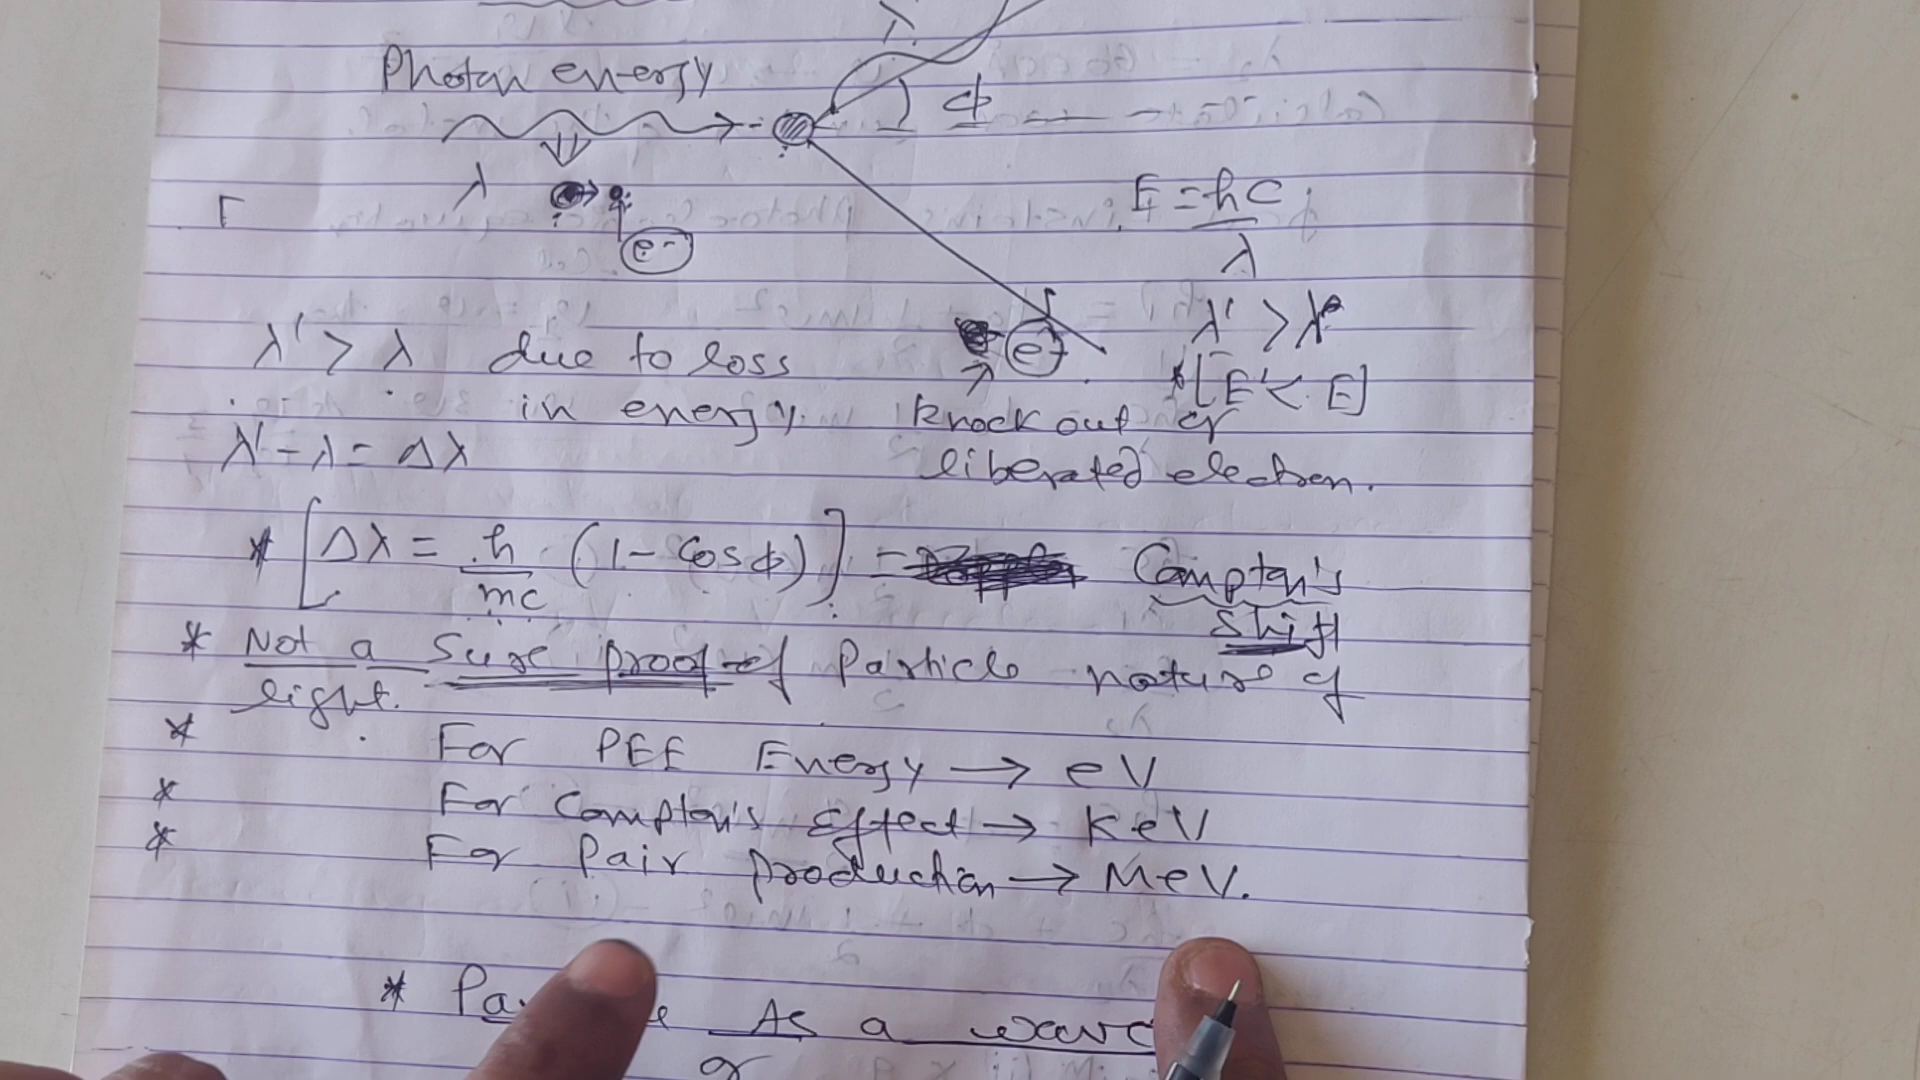 λ'
Photon energy
ϕ
λ
e-
E = hc
λ
λ' > λ
λ' > λ due to loss
e-
[E' < E]
in energy.
Knock out or
λ' - λ = Δλ
liberated electron.
* [Δλ = h/mc (1 - Cosϕ)] - Compton's
Shift
* Not a Sure proof of Particle nature of
light.
* For PEE Energy → eV
* For Compton's Effect → KeV
* For Pair production → MeV.
* As a wave
or